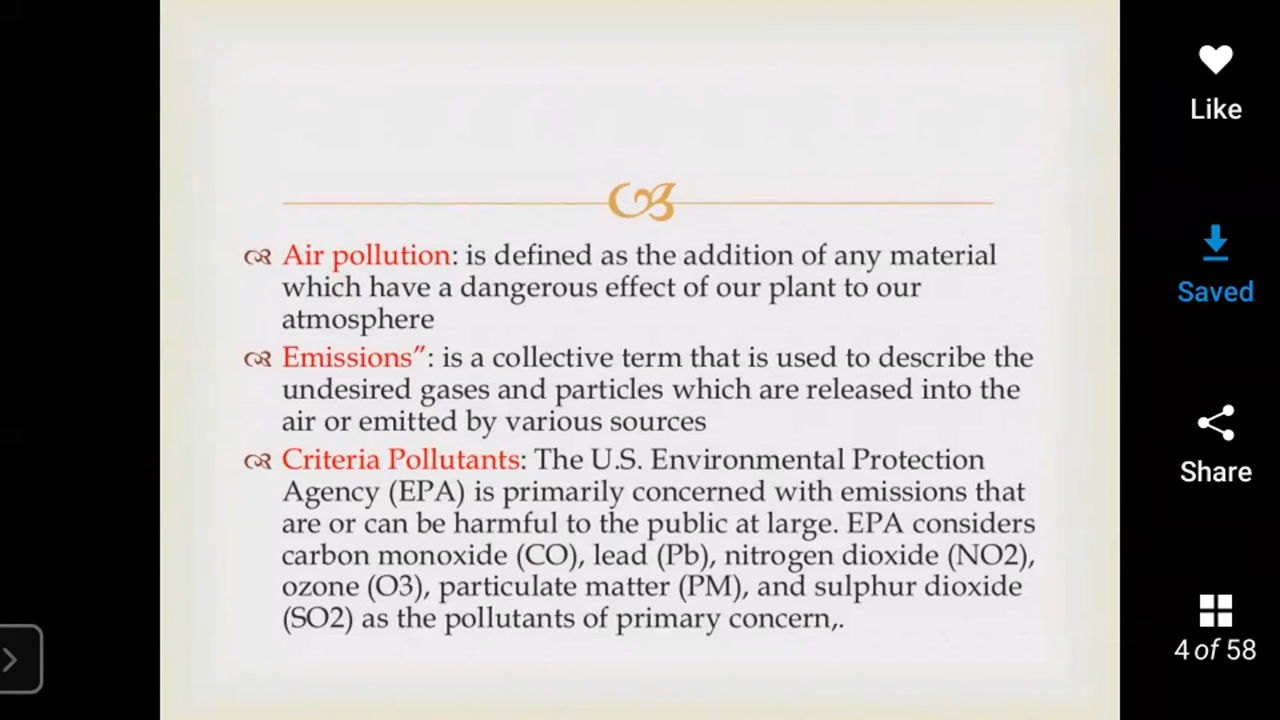 Air pollution: is defined as the addition of any material
which have a dangerous effect of our plant to our
atmosphere
Emissions”: is a collective term that is used to describe the
undesired gases and particles which are released into the
air or emitted by various sources
Criteria Pollutants: The U.S. Environmental Protection
Agency (EPA) is primarily concerned with emissions that
are or can be harmful to the public at large. EPA considers
carbon monoxide (CO), lead (Pb), nitrogen dioxide (NO2),
ozone (O3), particulate matter (PM), and sulphur dioxide
(SO2) as the pollutants of primary concern,.
Like
Saved
Share
4 of 58